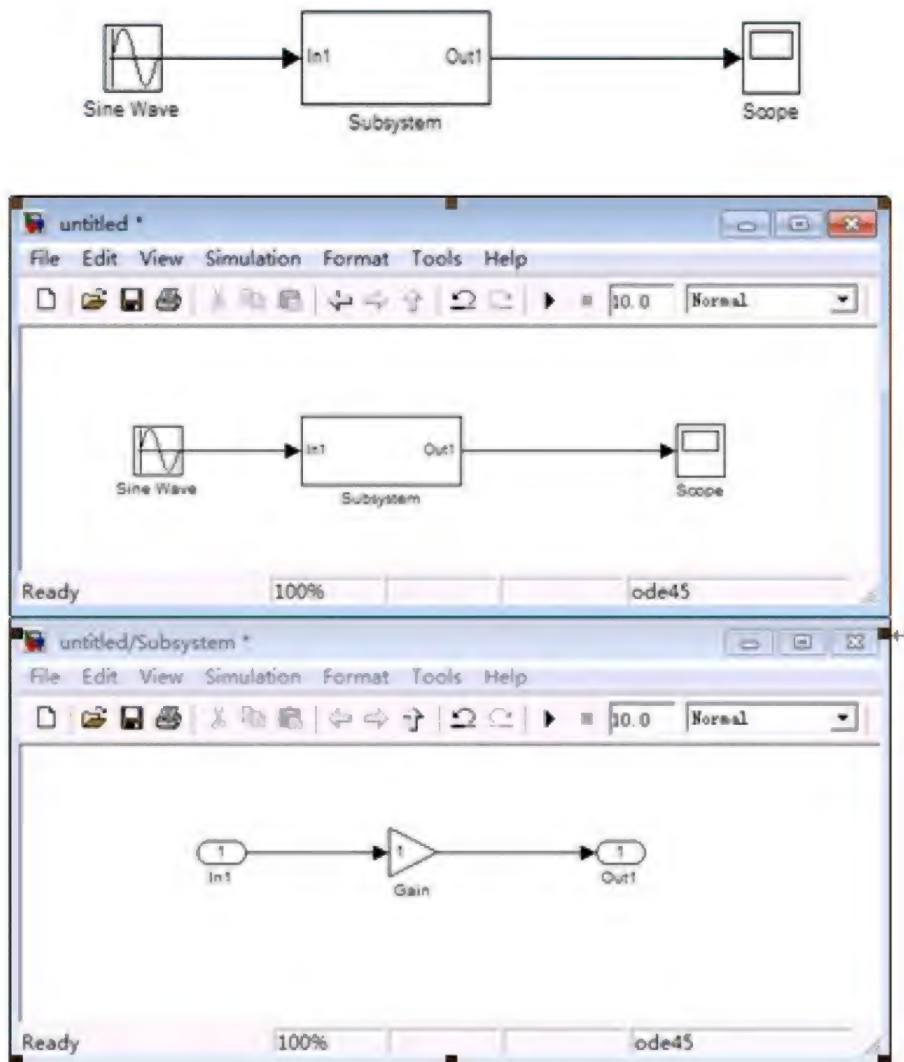 In1 Out1
Sine Wave
Subsystem
Scope
untitled *
File Edit View Simulation Format Tools Help
10.0 Normal
In1 Out1
Sine Wave
Subsystem
Scope
Ready 100% ode45
untitled/Subsystem *
File Edit View Simulation Format Tools Help
10.0 Normal
1 1 1
In1
Gain
Out1
Ready 100% ode45